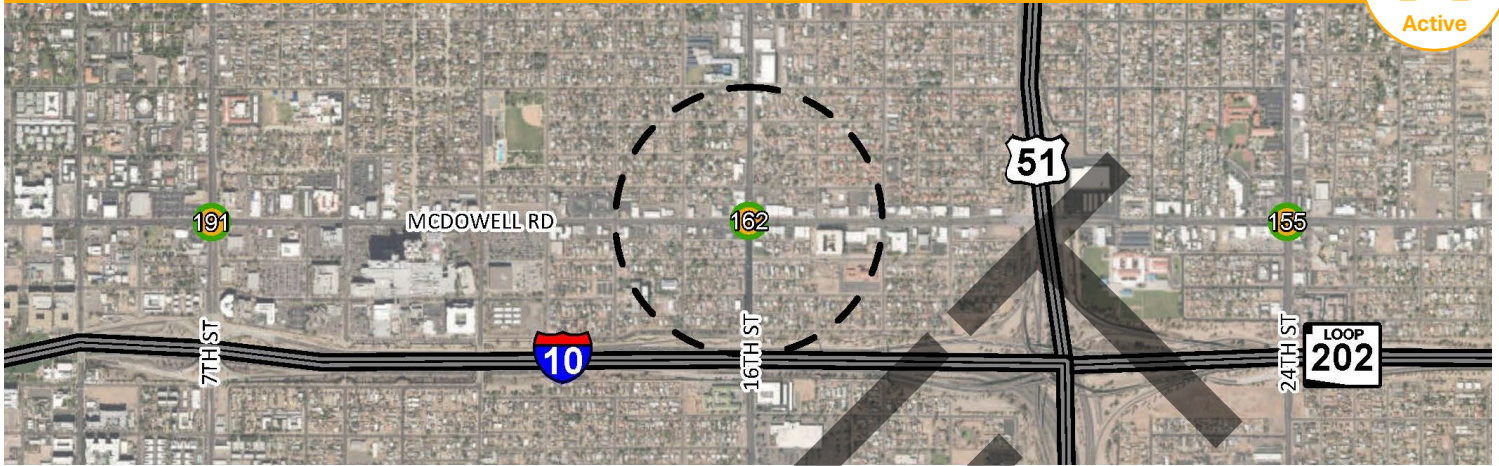 Active
51
191
MCDOWELL RD
162
155
7TH ST
10
16TH ST
24TH ST
LOOP
202